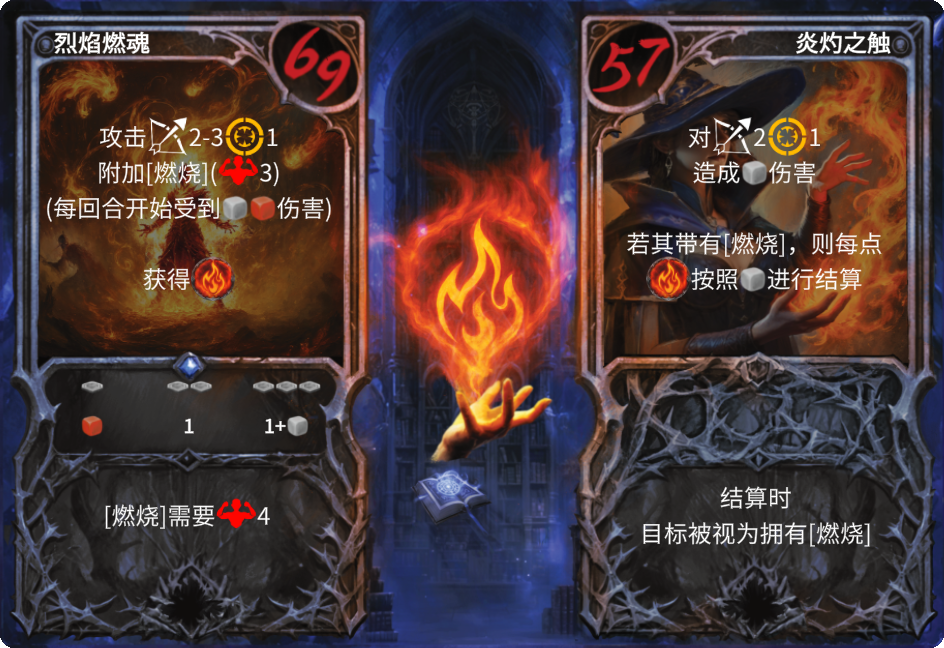 烈焰燃魂
69
攻击 2-3 1
附加[燃烧]( 3)
(每回合开始受到 伤害)
获得
1 1+
[燃烧]需要 4
炎灼之触
57
对 2 1
造成 伤害
若其带有[燃烧]，则每点
按照 进行结算
结算时
目标被视为拥有[燃烧]